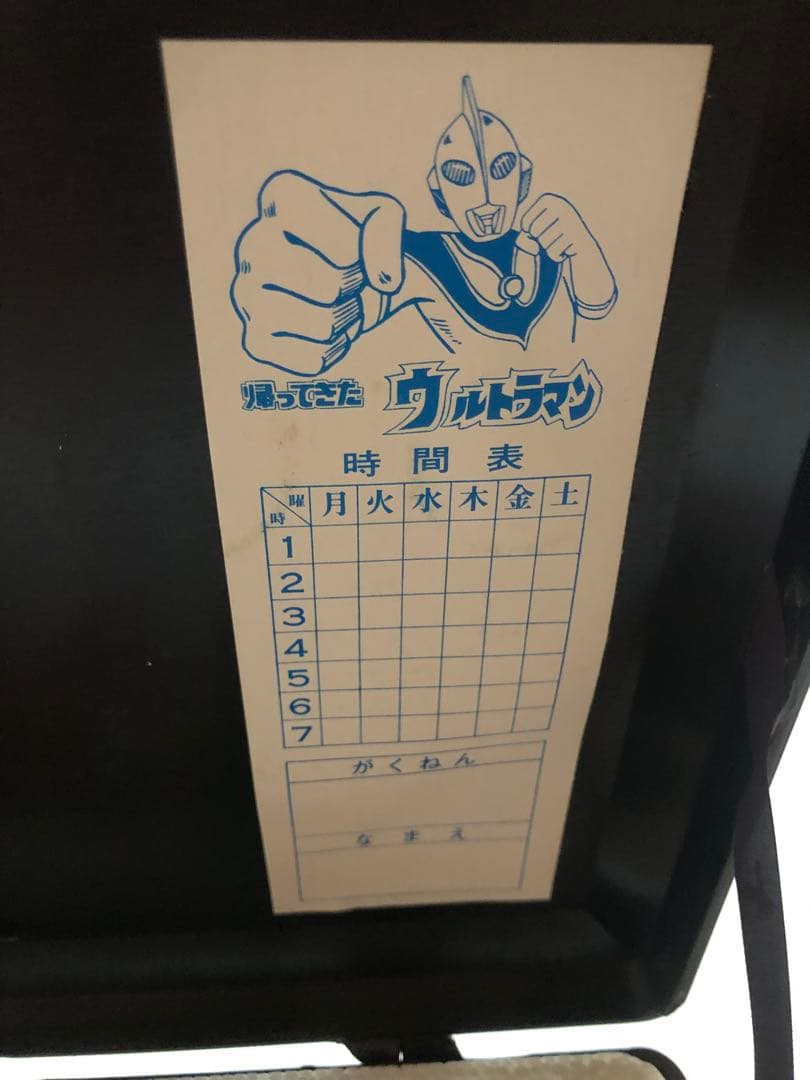 帰ってきた ウルトラマン
時間表
曜 月 火 水 木 金 土
時
1
2
3
4
5
6
7
がくねん
なまえ